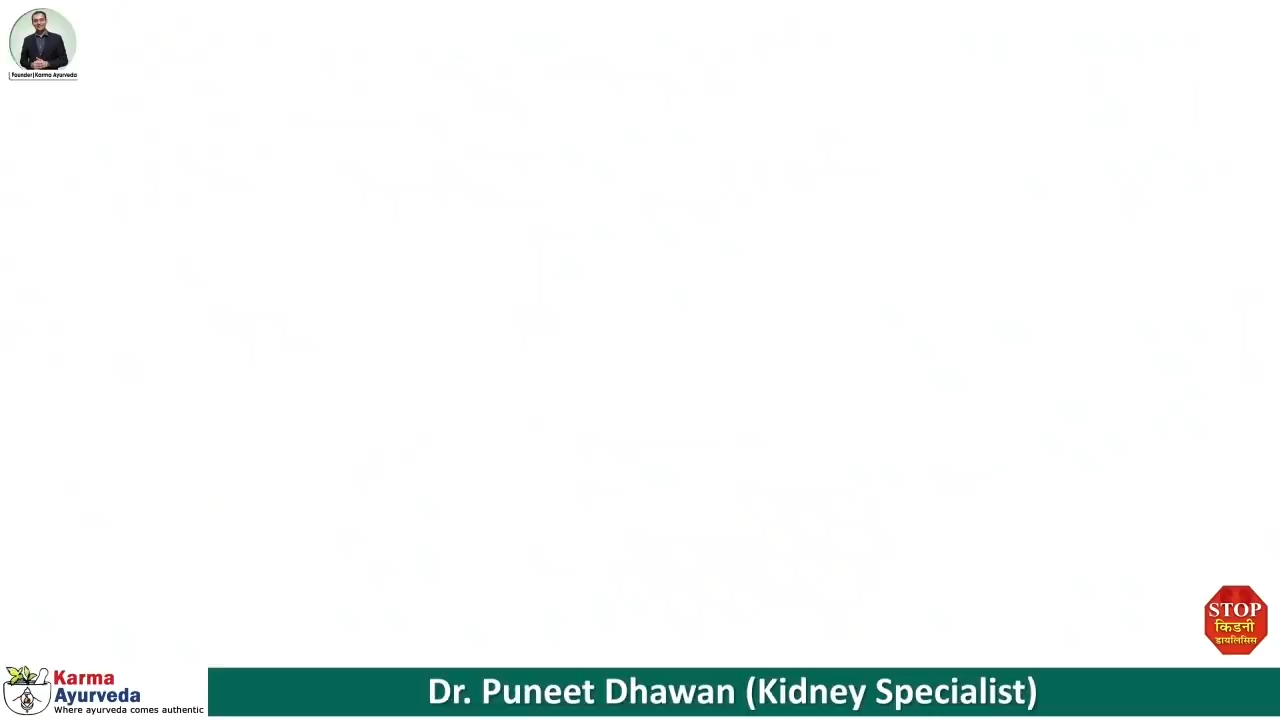 Founder|Karma Ayurveda
STOP
किडनी
डायलिसिस
Karma
Ayurveda
Where ayurveda comes authentic
Dr. Puneet Dhawan (Kidney Specialist)